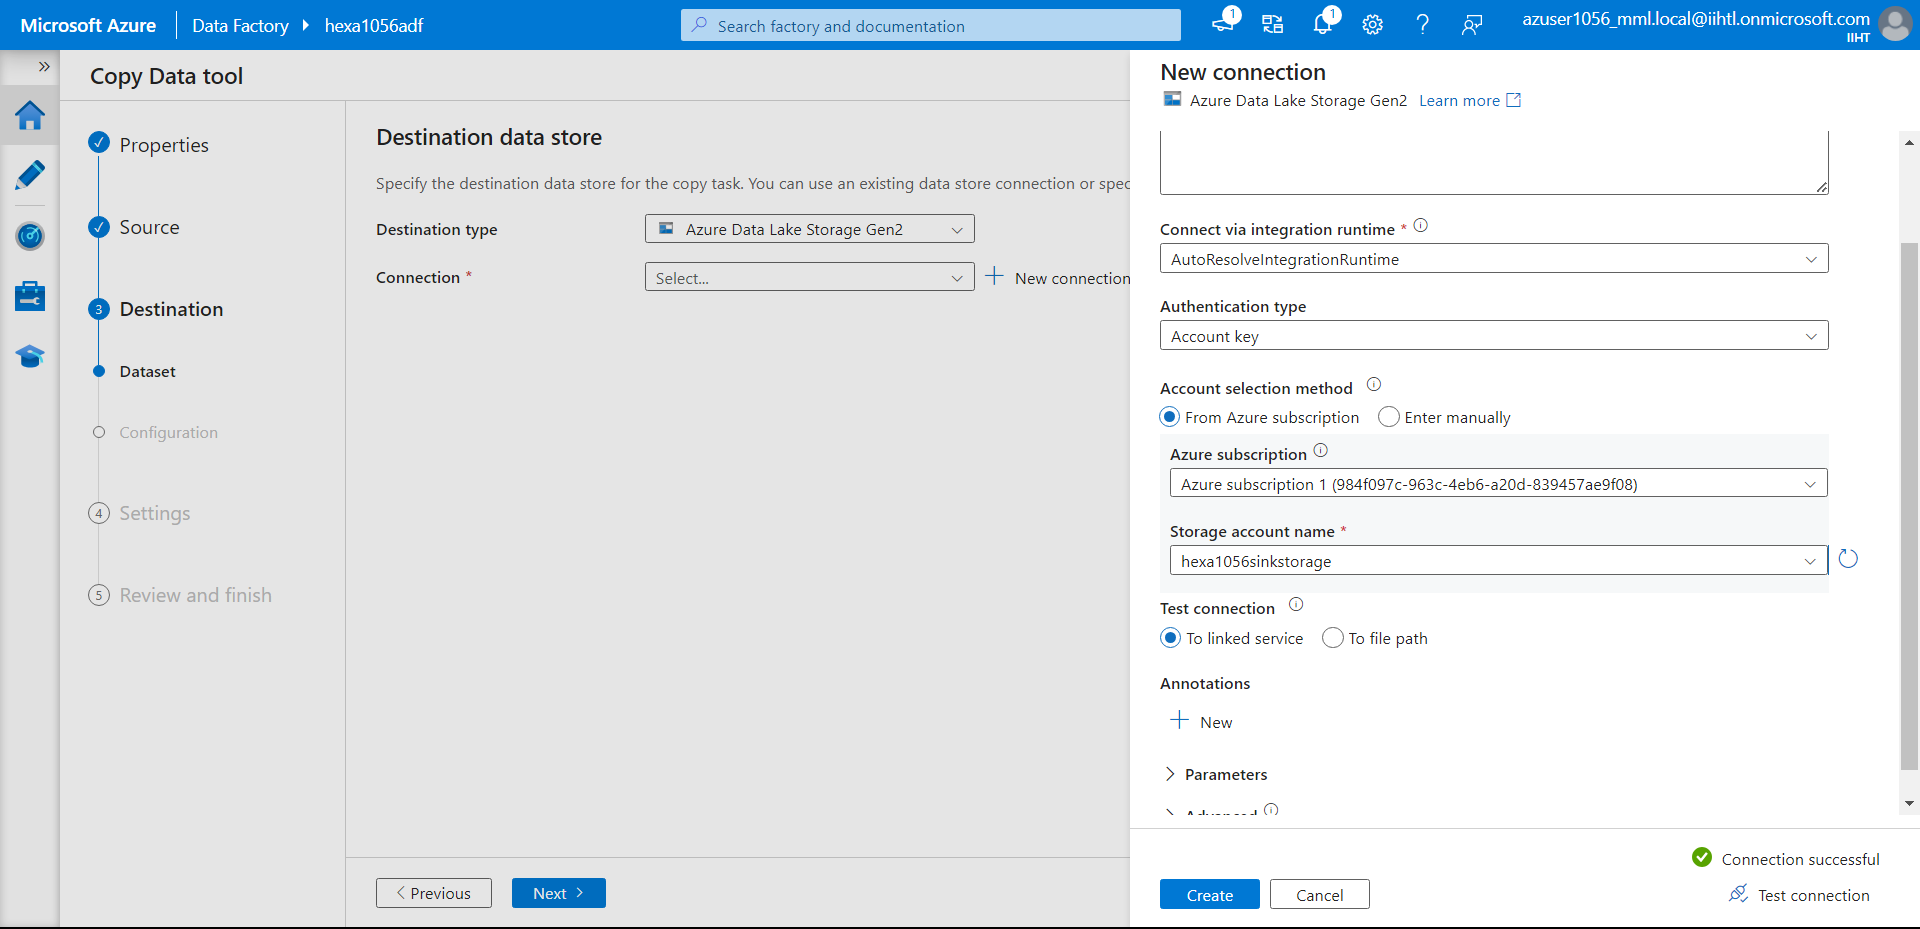 Microsoft Azure
Data Factory
hexa1056adf
Search factory and documentation
1
1
azuser1056_mml.local@iihtl.onmicrosoft.com
IIHT
Copy Data tool
Properties
Source
3
Destination
Dataset
Configuration
4
Settings
5
Review and finish
Destination data store
Specify the destination data store for the copy task. You can use an existing data store connection or spec
Destination type
Azure Data Lake Storage Gen2
Connection *
Select...
New connection
Previous
Next
New connection
Azure Data Lake Storage Gen2 Learn more
Connect via integration runtime *
AutoResolveIntegrationRuntime
Authentication type
Account key
Account selection method
From Azure subscription
Enter manually
Azure subscription
Azure subscription 1 (984f097c-963c-4eb6-a20d-839457ae9f08)
Storage account name *
hexa1056sinkstorage
Test connection
To linked service
To file path
Annotations
New
Parameters
Advanced
Connection successful
Create
Cancel
Test connection